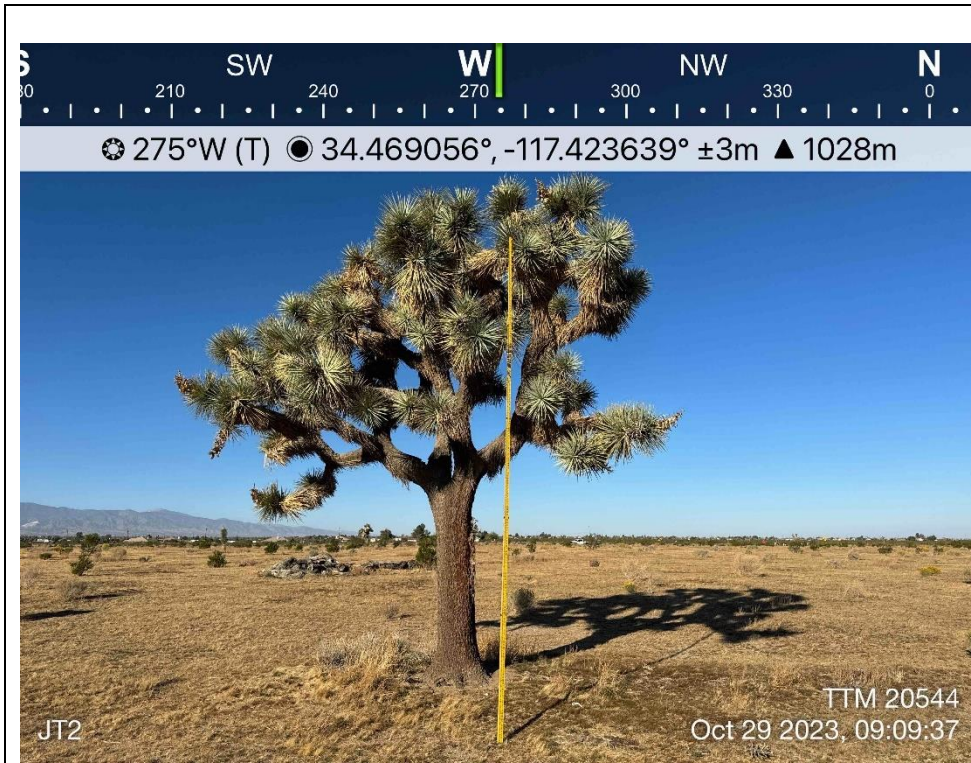 S SW W NW N
30 210 240 270 300 330 0
275°W (T) 34.469056°, -117.423639° ±3m ▲ 1028m
TTM 20544
JT2 Oct 29 2023, 09:09:37